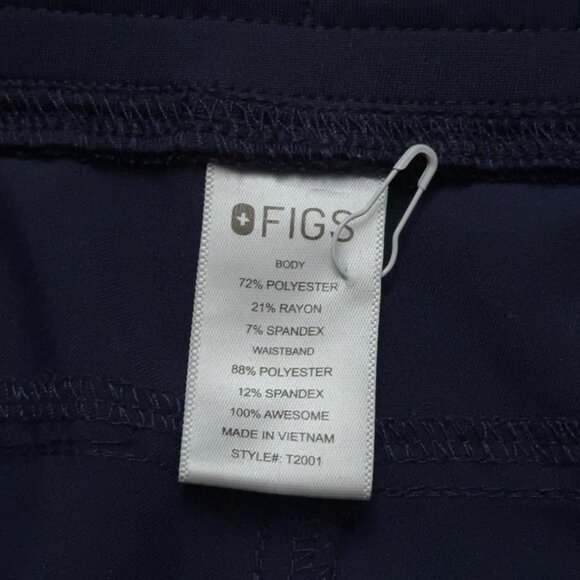 FIGS
BODY
72% POLYESTER
21% RAYON
7% SPANDEX
WAISTBAND
88% POLYESTER
12% SPANDEX
100% AWESOME
MADE IN VIETNAM
STYLE#: T2001